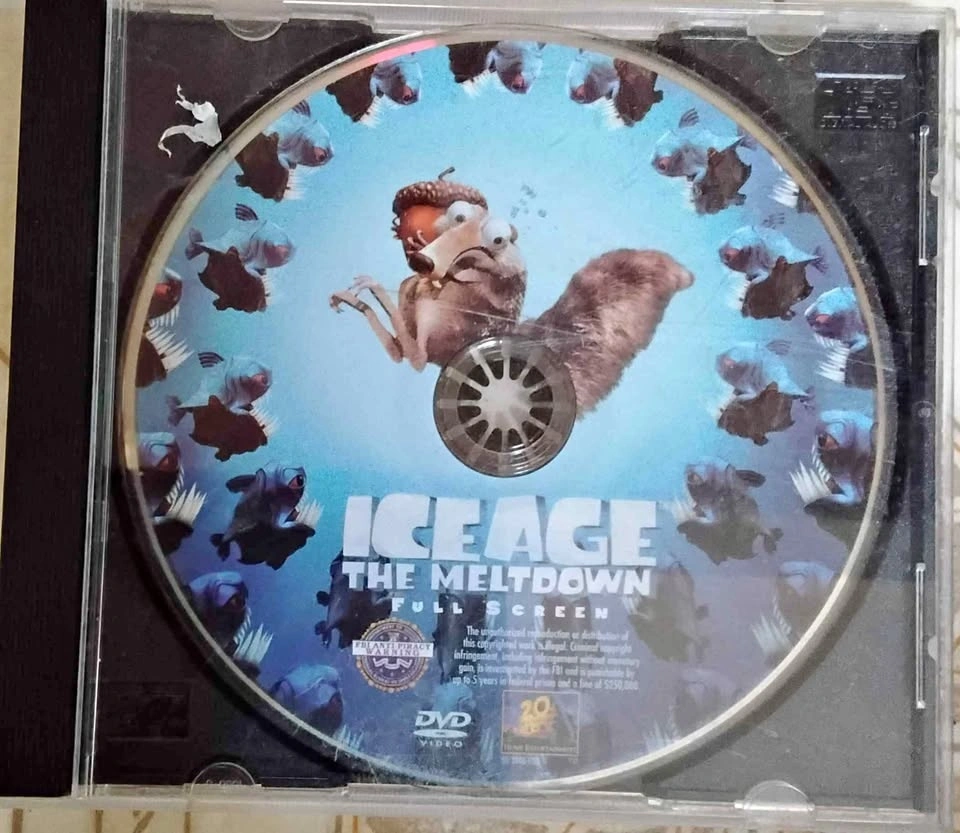 ICE AGE
THE MELTDOWN
FULL SCREEN
FBI ANTI-PIRACY
WARNING
The unauthorized reproduction or distribution of
this copyrighted work is illegal. Criminal copyright
infringement, including infringement without monetary
gain, is investigated by the FBI and is punishable by
up to 5 years in federal prison and a fine of $250,000
DVD
VIDEO
20
HOME ENTERTAINMENT